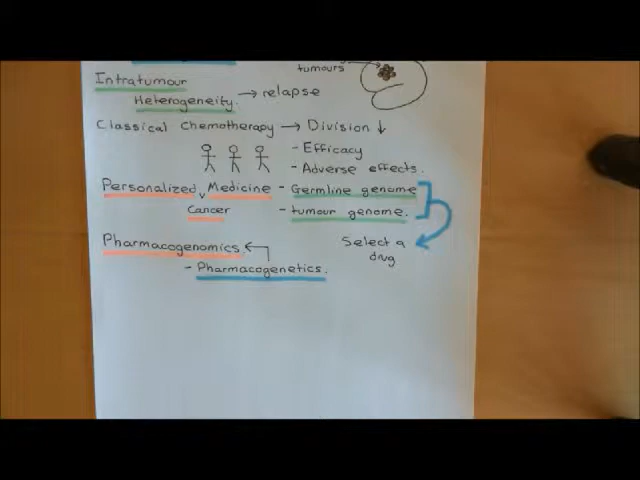 tumours
Intratumour
Heterogeneity. → relapse
Classical Chemotherapy → Division ↓
- Efficacy
- Adverse effects.
Personalized Medicine - Germline genome
Cancer - tumour genome.
Pharmacogenomics
Select a
drug
- Pharmacogenetics.